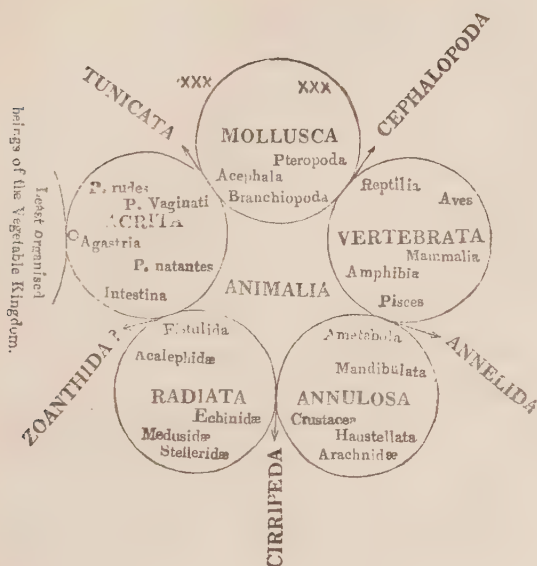 XXX
XXX
TUNICATA
CEPHALOPODA
MOLLUSCA
Pteropoda
Acephala
Branchiopoda
Least organised
beings of the Vegetable Kingdom.
P. rudes
P. Vaginati
ACRITA
Agastria
P. natantes
Intestina
Reptilia
Aves
VERTEBRATA
Mammalia
Amphibia
Pisces
ANIMALIA
ZOANTHIDA ?
ANNELIDA
Fistulida
Acalephidæ
RADIATA
Echinidæ
Medusidæ
Stelleridæ
Ametabola
Mandibulata
ANNULOSA
Crustacea
Haustellata
Arachnidæ
CIRRIPEDA